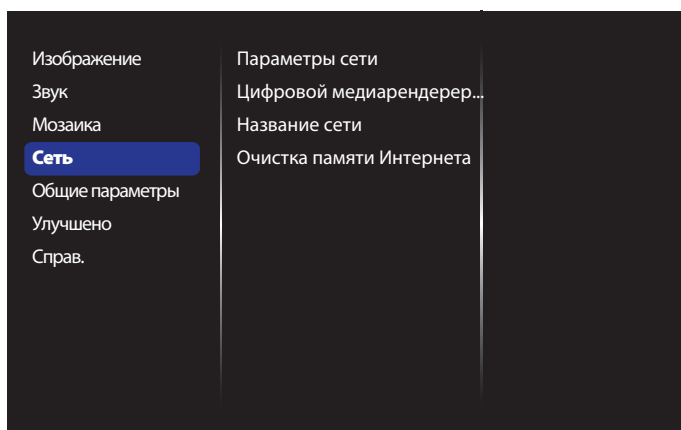 Изображение
Звук
Мозаика
Сеть
Общие параметры
Улучшено
Справ.
Параметры сети
Цифровой медиарендерер...
Название сети
Очистка памяти Интернета